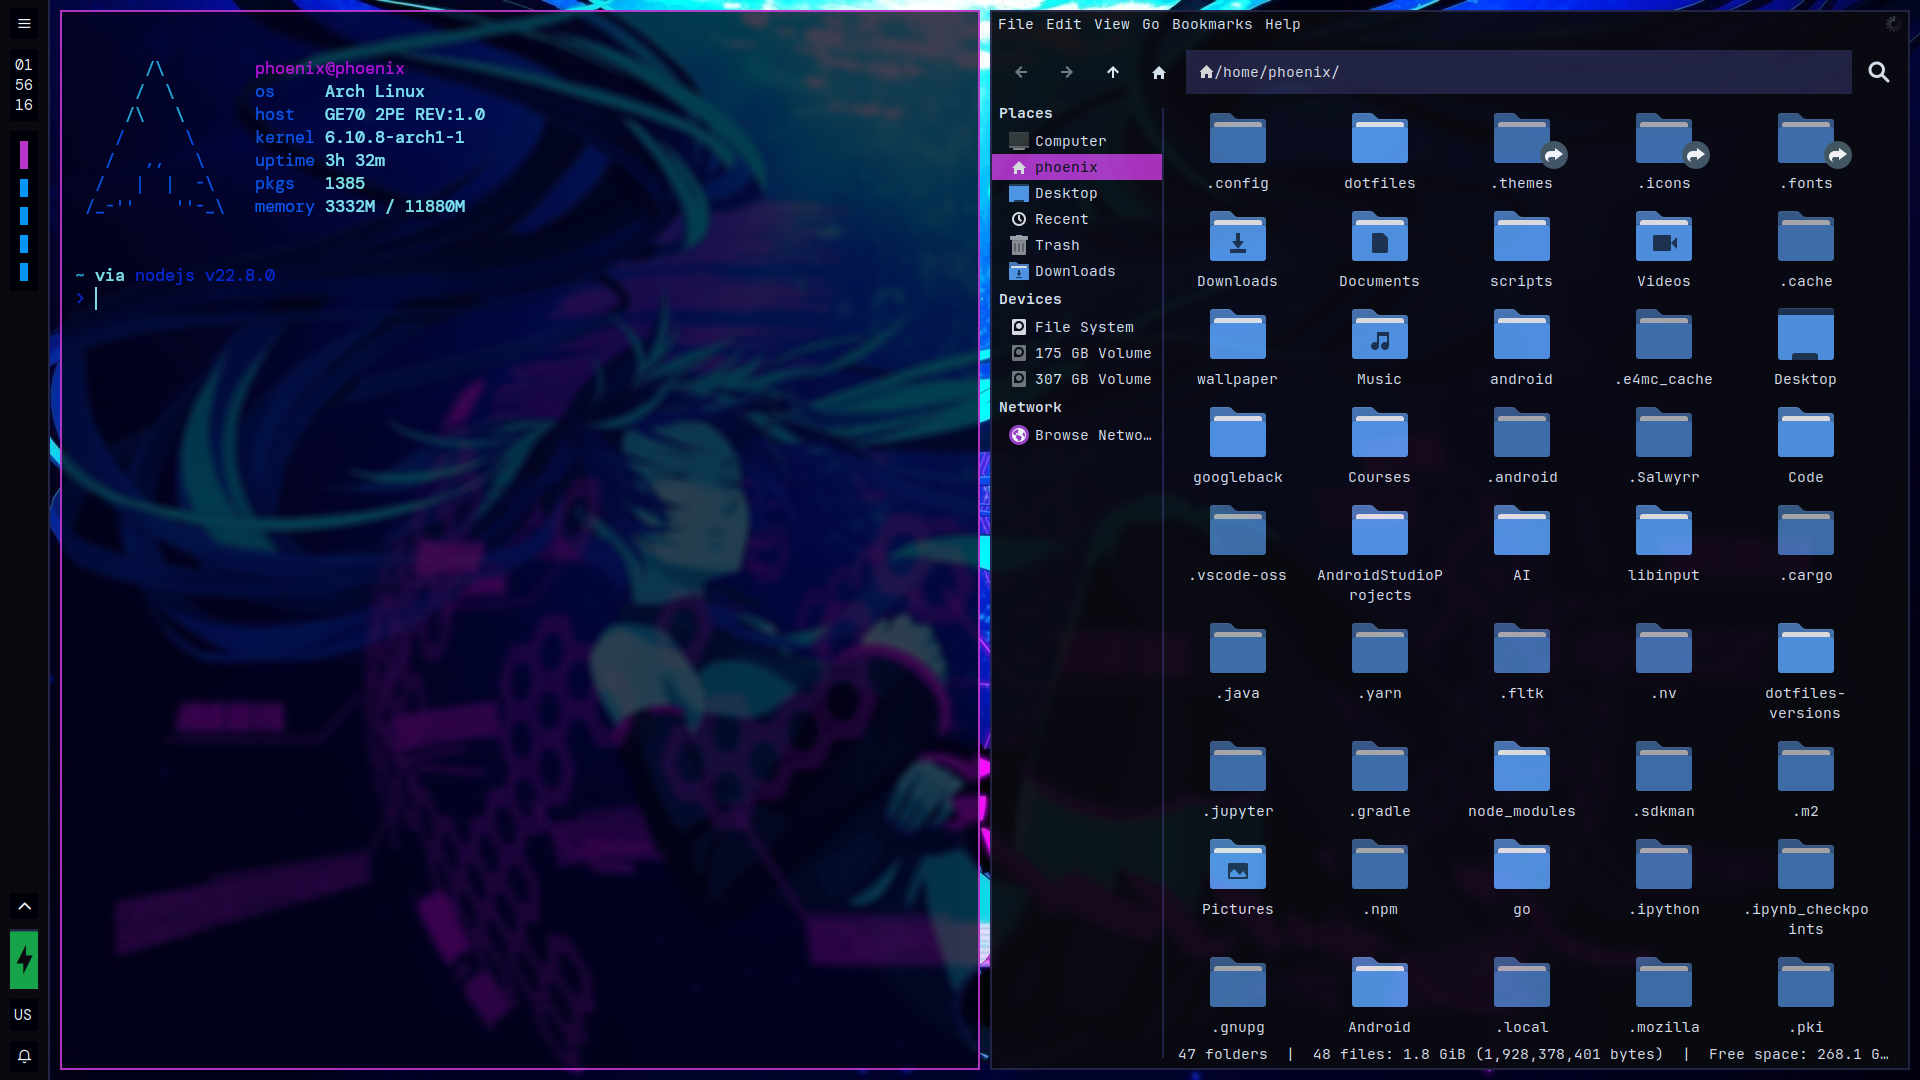 01
56
16
US
phoenix@phoenix
os Arch Linux
host GE70 2PE REV:1.0
kernel 6.10.8-arch1-1
uptime 3h 32m
pkgs 1385
memory 3332M / 11880M
~ via nodejs v22.8.0
>
File Edit View Go Bookmarks Help
/home/phoenix/
Places
Computer
phoenix
Desktop
Recent
Trash
Downloads
Devices
File System
175 GB Volume
307 GB Volume
Network
Browse Netwo…
.config dotfiles .themes .icons .fonts
Downloads Documents scripts Videos .cache
wallpaper Music android .e4mc_cache Desktop
googleback Courses .android .Salwyrr Code
.vscode-oss AndroidStudioP AI libinput .cargo
rojects
.java .yarn .fltk .nv dotfiles-
versions
.jupyter .gradle node_modules .sdkman .m2
Pictures .npm go .ipython .ipynb_checkpo
ints
.gnupg Android .local .mozilla .pki
47 folders | 48 files: 1.8 GiB (1,928,378,401 bytes) | Free space: 268.1 G…